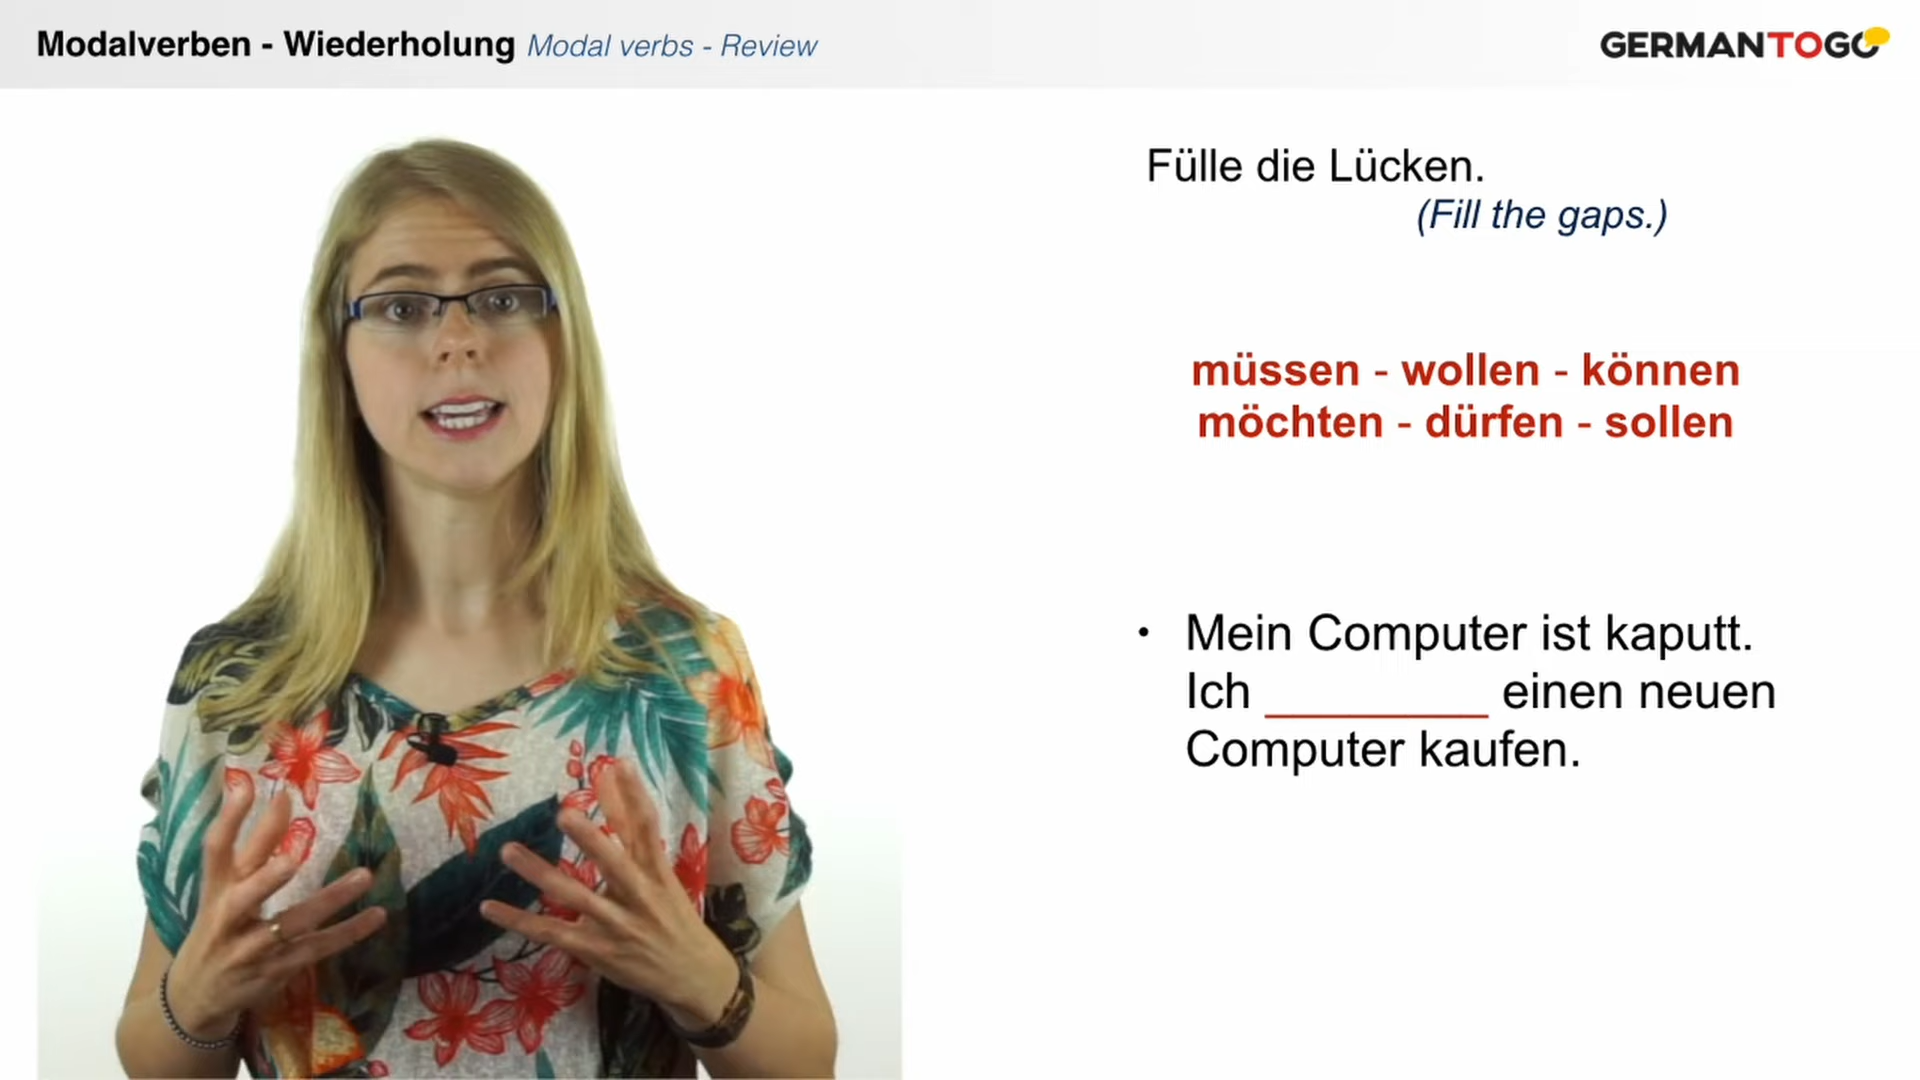 Modalverben - Wiederholung Modal verbs - Review
GERMANTOGO
Fülle die Lücken.
(Fill the gaps.)
müssen - wollen - können
möchten - dürfen - sollen
• Mein Computer ist kaputt.
Ich ________ einen neuen
Computer kaufen.